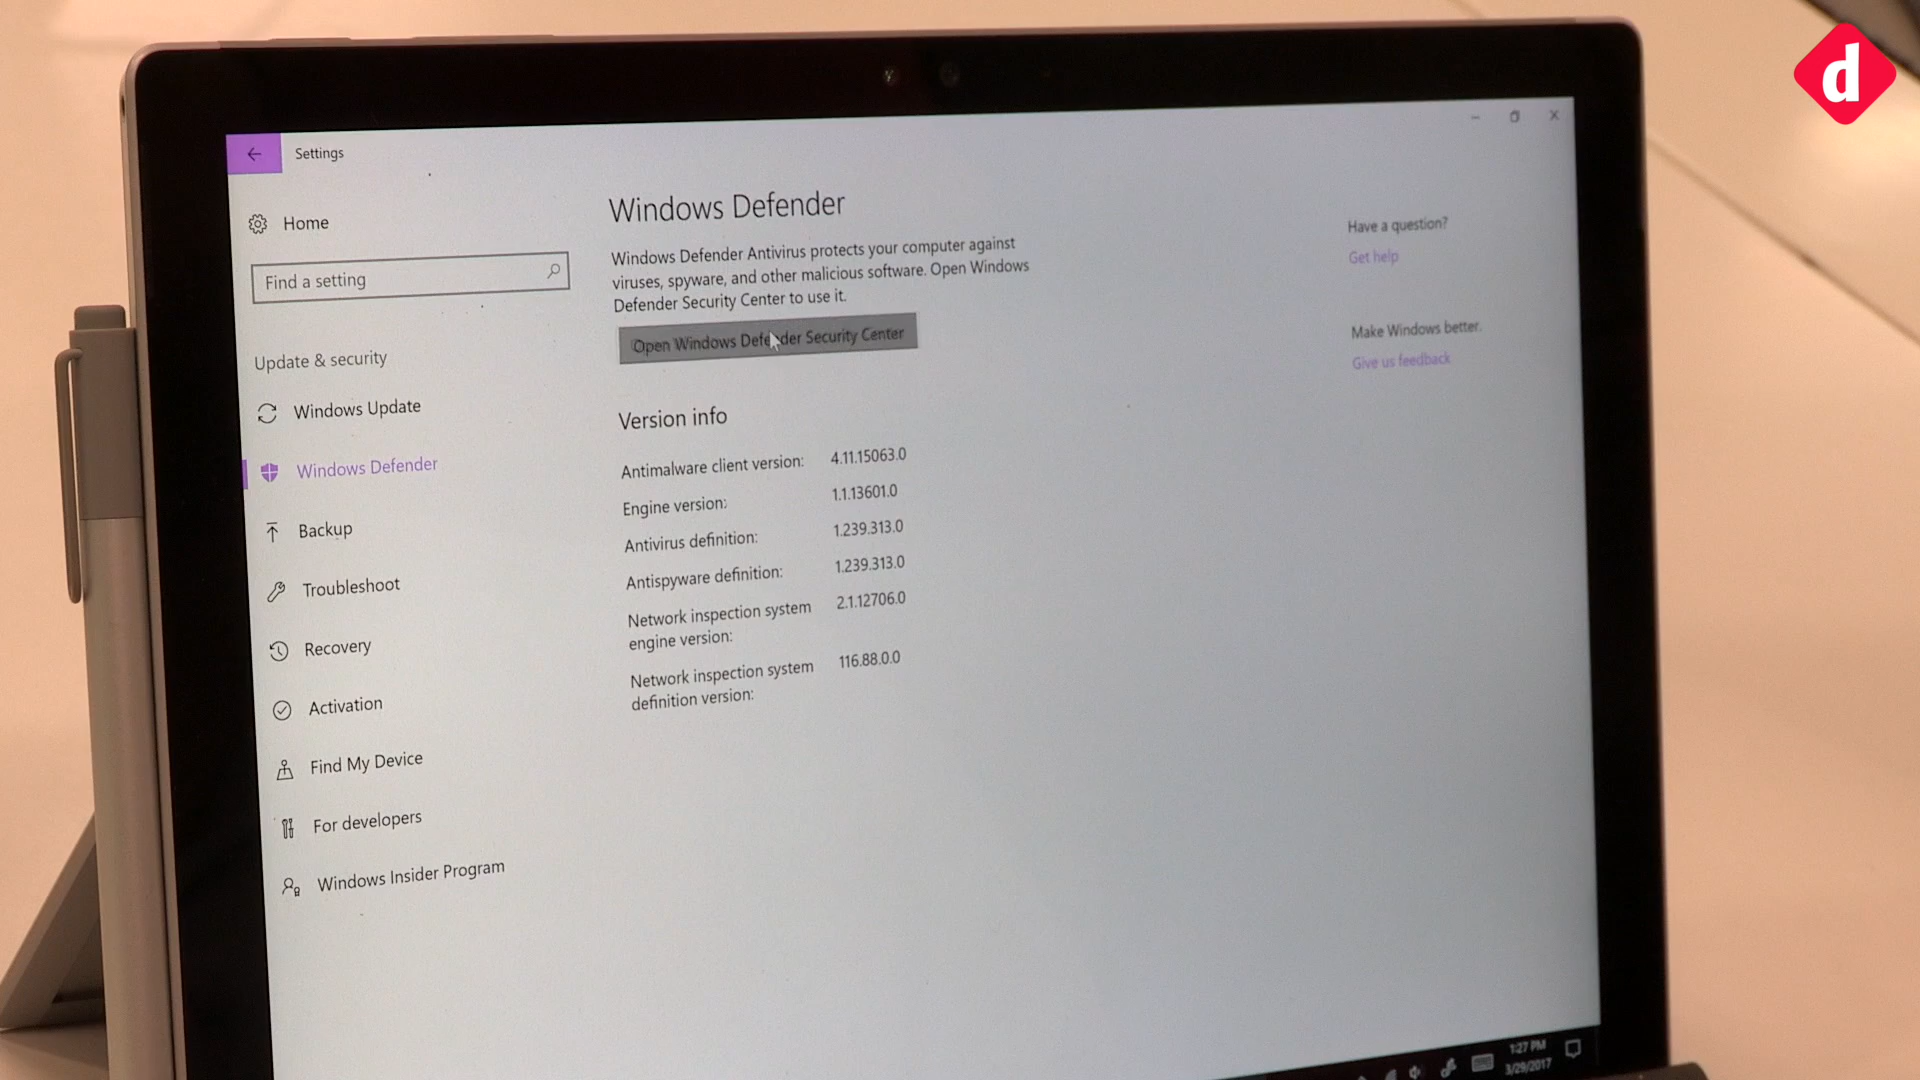 d
Settings
Home
Find a setting
Update & security
Windows Update
Windows Defender
Backup
Troubleshoot
Recovery
Activation
Find My Device
For developers
Windows Insider Program
Windows Defender
Windows Defender Antivirus protects your computer against
viruses, spyware, and other malicious software. Open Windows
Defender Security Center to use it.
Open Windows Defender Security Center
Version info
Antimalware client version: 4.11.15063.0
Engine version: 1.1.13601.0
Antivirus definition: 1.239.313.0
Antispyware definition: 1.239.313.0
Network inspection system 2.1.12706.0
engine version:
Network inspection system 116.88.0.0
definition version:
Have a question?
Get help
Make Windows better.
Give us feedback
1:27 PM
3/29/2017